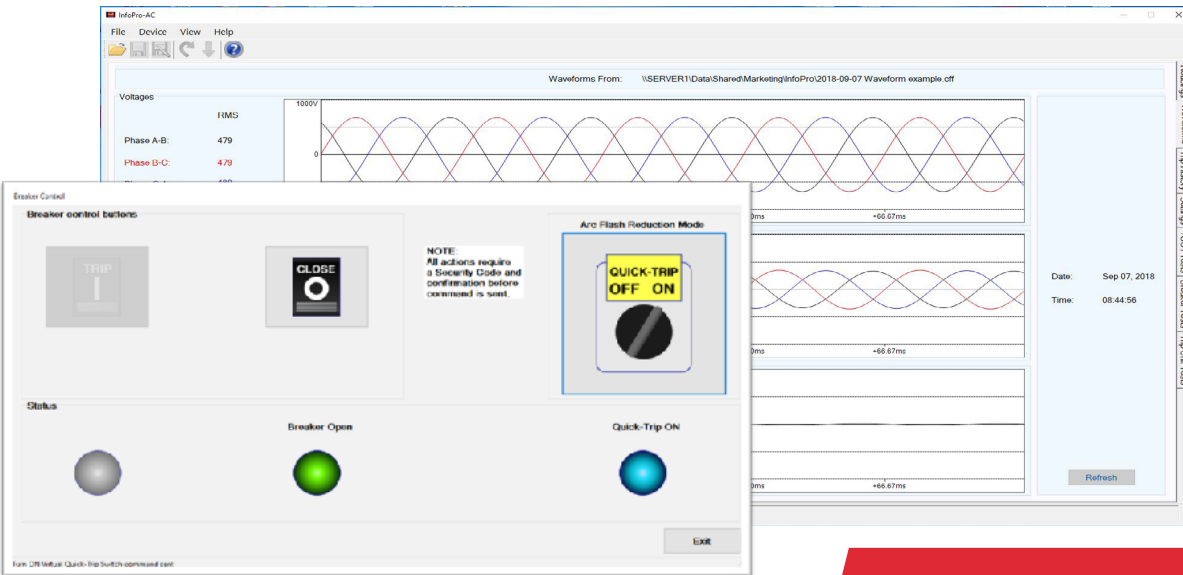 InfoPro-AC
File Device View Help
Waveforms From: \\SERVER1\Data\Shared\Marketing\InfoPro\2018-09-07 Waveform example.cff
Voltages
RMS
Phase A-B: 479
Phase B-C: 479
1000V
0
+66.67ms
+66.67ms
+66.67ms
Date: Sep 07, 2018
Time: 08:44:56
Refresh
Breaker Control
Breaker control buttons
TRIP
I
CLOSE
O
NOTE:
All actions require
a Security Code and
confirmation before
command is sent.
Arc Flash Reduction Mode
QUICK-TRIP
OFF ON
Status
Breaker Open
Quick-Trip ON
Exit
Turn ON Virtual Quick-Trip Switch command sent